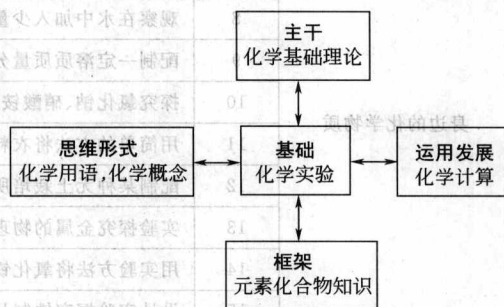 主干
化学基础理论
思维形式
化学用语,化学概念
基础
化学实验
运用发展
化学计算
框架
元素化合物知识